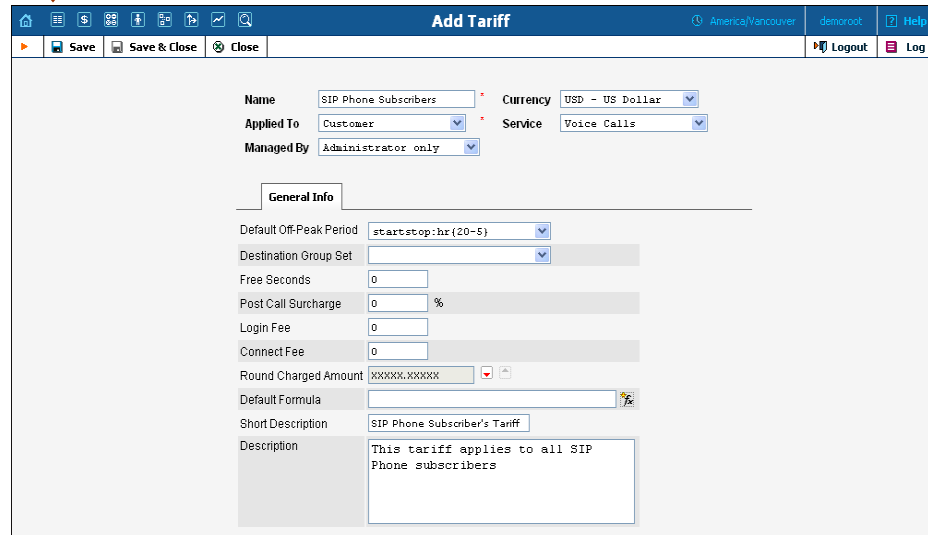 Add Tariff
America/Vancouver
demoroot
? Help
Save
Save & Close
Close
Logout
Log
Name SIP Phone Subscribers * Currency USD - US Dollar
Applied To Customer * Service Voice Calls
Managed By Administrator only
General Info
Default Off-Peak Period startstop:hr{20-5}
Destination Group Set
Free Seconds 0
Post Call Surcharge 0 %
Login Fee 0
Connect Fee 0
Round Charged Amount XXXXX.XXXXX
Default Formula
Short Description SIP Phone Subscriber's Tariff
Description This tariff applies to all SIP
Phone subscribers